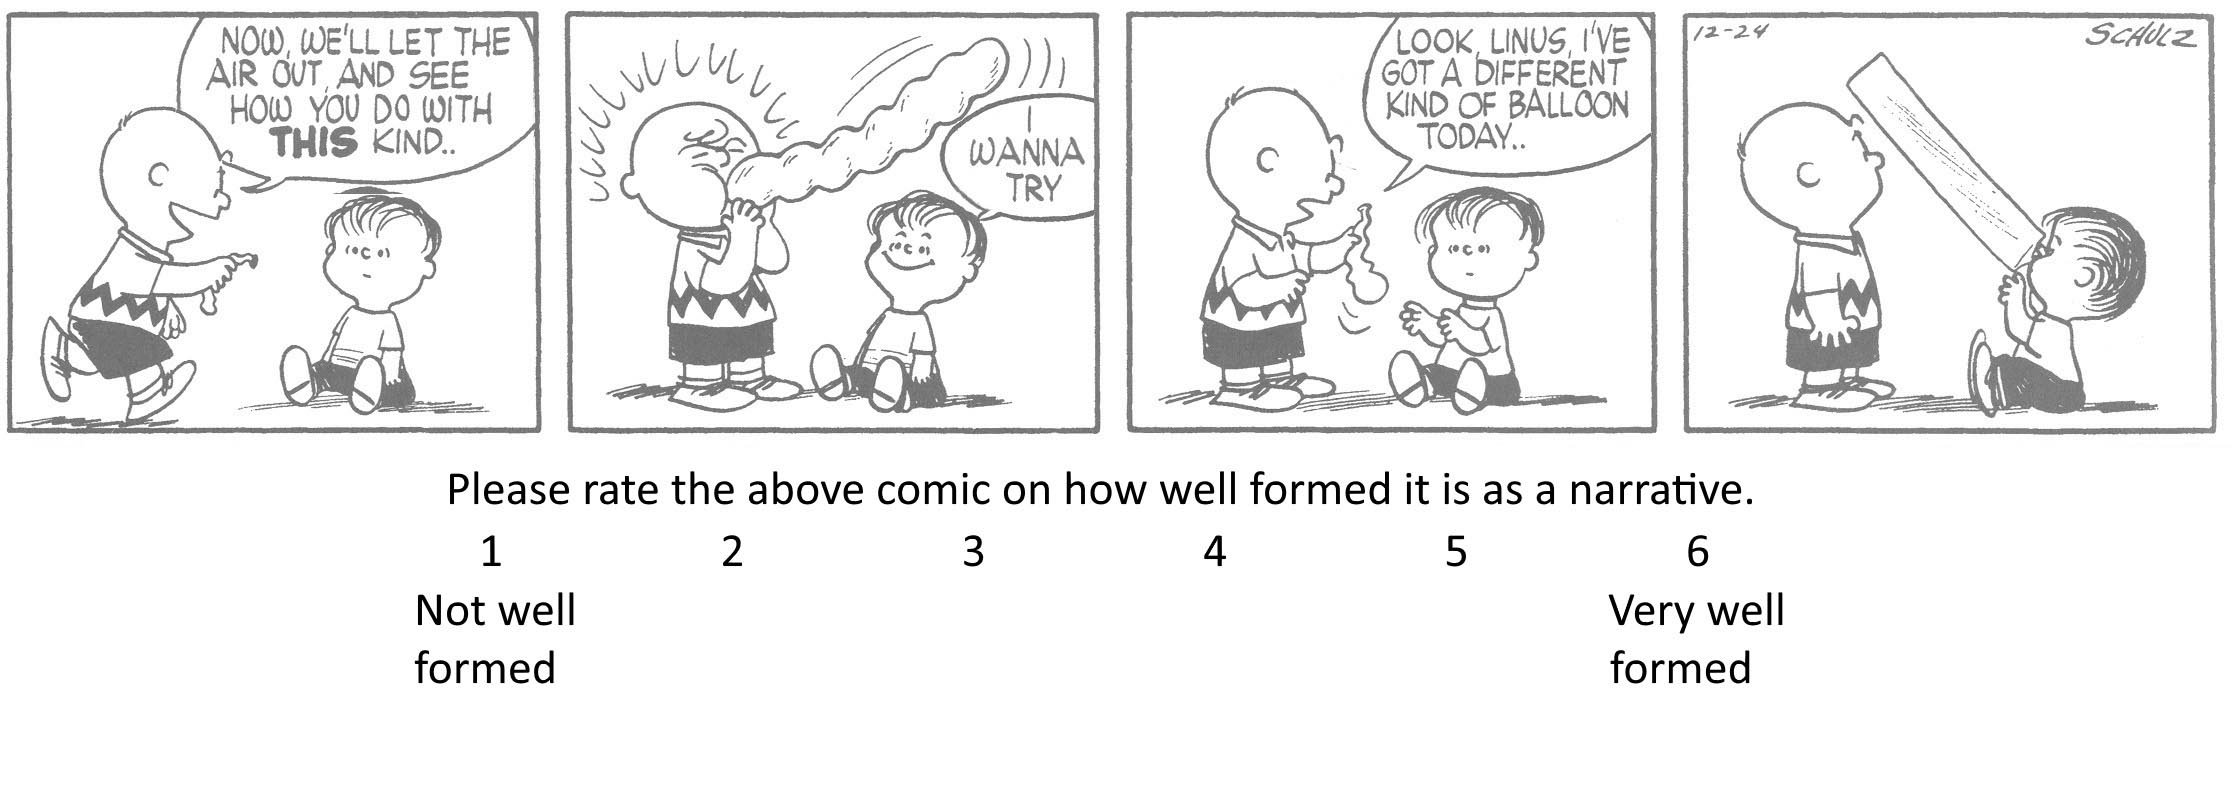 NOW, WE'LL LET THE
AIR OUT, AND SEE
HOW YOU DO WITH
THIS KIND..
I
WANNA
TRY
LOOK, LINUS, I'VE
GOT A DIFFERENT
KIND OF BALLOON
TODAY..
12-24
SCHULZ
Please rate the above comic on how well formed it is as a narrative.
1 2 3 4 5 6
Not well
formed
Very well
formed